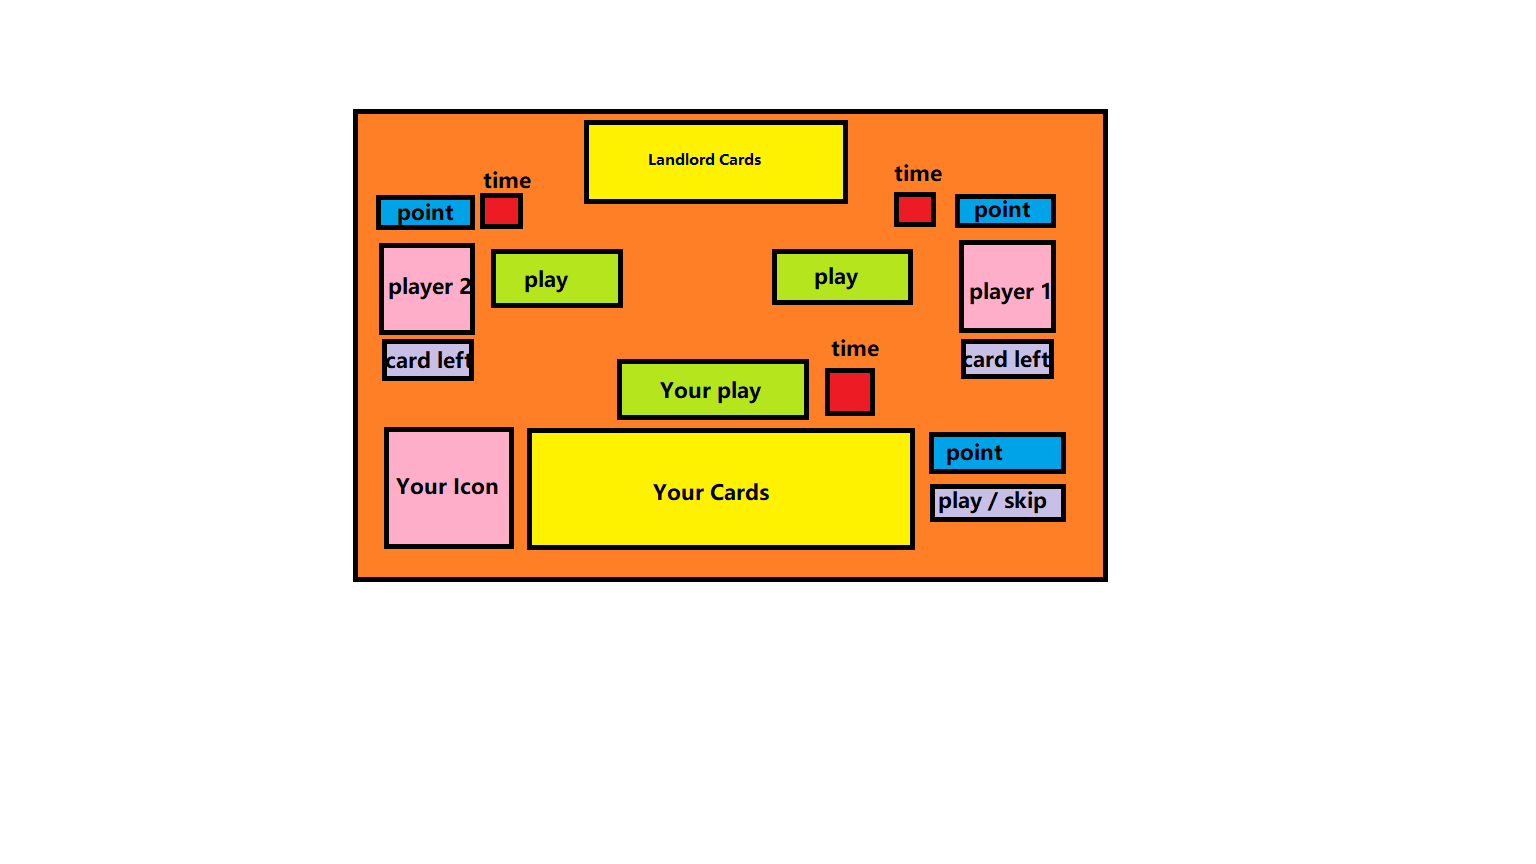 Landlord Cards
time
time
point
point
player 2
play
play
player 1
card left
card left
time
Your play
Your Icon
Your Cards
point
play / skip